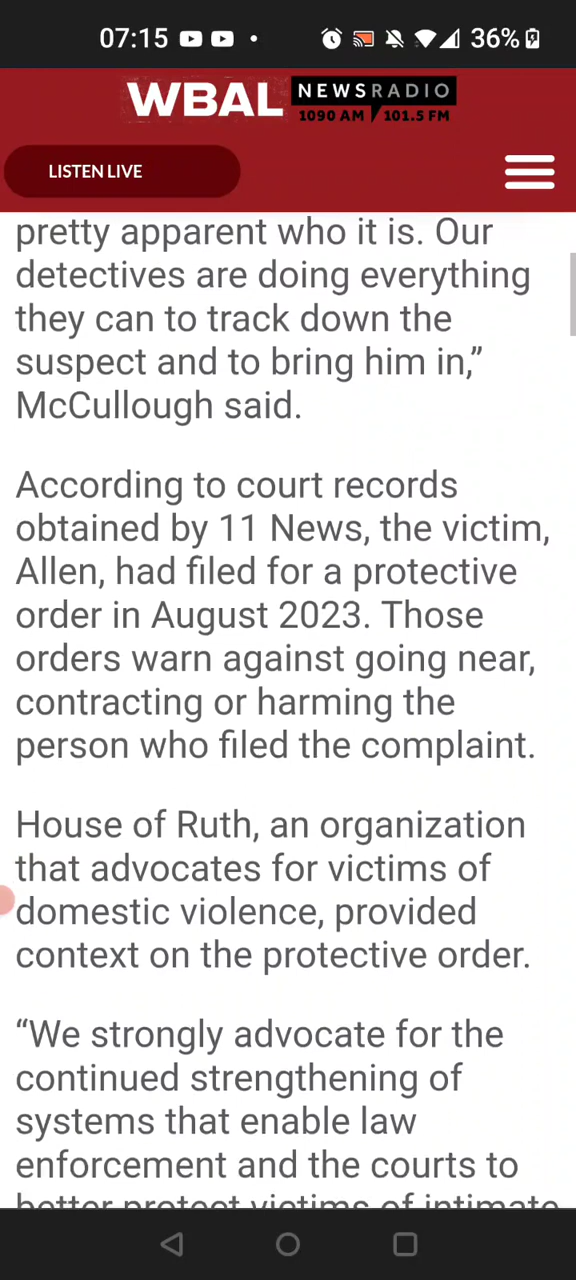 07:15
36%
WBAL NEWSRADIO
1090 AM 101.5 FM
LISTEN LIVE
pretty apparent who it is. Our
detectives are doing everything
they can to track down the
suspect and to bring him in,”
McCullough said.
According to court records
obtained by 11 News, the victim,
Allen, had filed for a protective
order in August 2023. Those
orders warn against going near,
contracting or harming the
person who filed the complaint.
House of Ruth, an organization
that advocates for victims of
domestic violence, provided
context on the protective order.
“We strongly advocate for the
continued strengthening of
systems that enable law
enforcement and the courts to
better protect victims of intimate